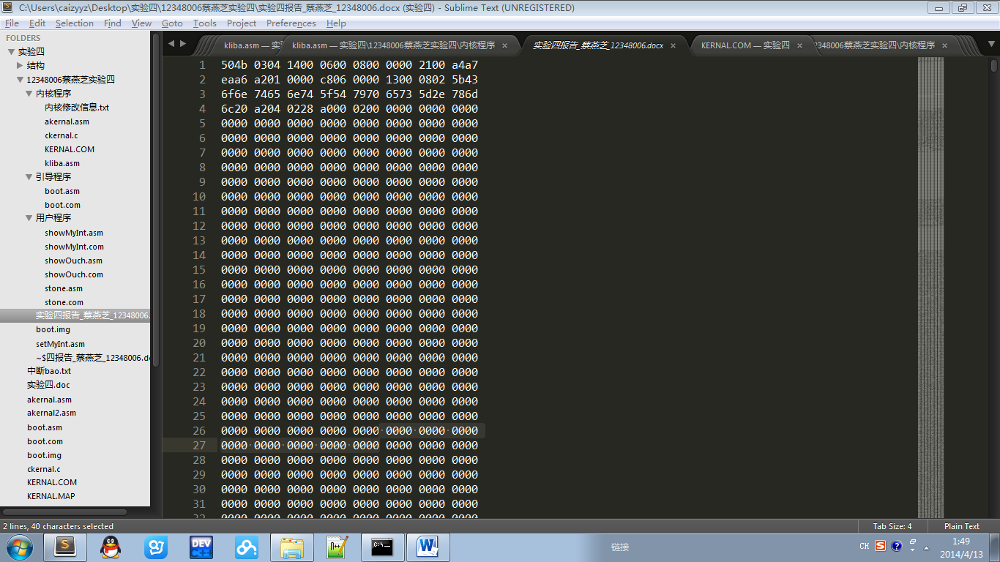 C:\Users\caizyyz\Desktop\实验四\12348006蔡燕芝实验四\实验四报告_蔡燕芝_12348006.docx (实验四) - Sublime Text (UNREGISTERED)
File Edit Selection Find View Goto Tools Project Preferences Help
FOLDERS
实验四
结构
12348006蔡燕芝实验四
内核程序
内核修改信息.txt
akernal.asm
ckernal.c
KERNAL.COM
kliba.asm
引导程序
boot.asm
boot.com
用户程序
showMyInt.asm
showMyInt.com
showOuch.asm
showOuch.com
stone.asm
stone.com
实验四报告_蔡燕芝_12348006.
boot.img
setMyInt.asm
~$四报告_蔡燕芝_12348006.do
中断bao.txt
实验四.doc
akernal.asm
akernal2.asm
boot.asm
boot.com
boot.img
ckernal.c
KERNAL.COM
KERNAL.MAP
kliba.asm — 实验 kliba.asm — 实验四\12348006蔡燕芝实验四\内核程序 × 实验四报告_蔡燕芝_12348006.docx × KERNAL.COM — 实验四 × 12348006蔡燕芝实验四\内核程序 ×
1 504b 0304 1400 0600 0800 0000 2100 a4a7
2 eaa6 a201 0000 c806 0000 1300 0802 5b43
3 6f6e 7465 6e74 5f54 7970 6573 5d2e 786d
4 6c20 a204 0228 a000 0200 0000 0000 0000
5 0000 0000 0000 0000 0000 0000 0000 0000
6 0000 0000 0000 0000 0000 0000 0000 0000
7 0000 0000 0000 0000 0000 0000 0000 0000
8 0000 0000 0000 0000 0000 0000 0000 0000
9 0000 0000 0000 0000 0000 0000 0000 0000
10 0000 0000 0000 0000 0000 0000 0000 0000
11 0000 0000 0000 0000 0000 0000 0000 0000
12 0000 0000 0000 0000 0000 0000 0000 0000
13 0000 0000 0000 0000 0000 0000 0000 0000
14 0000 0000 0000 0000 0000 0000 0000 0000
15 0000 0000 0000 0000 0000 0000 0000 0000
16 0000 0000 0000 0000 0000 0000 0000 0000
17 0000 0000 0000 0000 0000 0000 0000 0000
18 0000 0000 0000 0000 0000 0000 0000 0000
19 0000 0000 0000 0000 0000 0000 0000 0000
20 0000 0000 0000 0000 0000 0000 0000 0000
21 0000 0000 0000 0000 0000 0000 0000 0000
22 0000 0000 0000 0000 0000 0000 0000 0000
23 0000 0000 0000 0000 0000 0000 0000 0000
24 0000 0000 0000 0000 0000 0000 0000 0000
25 0000 0000 0000 0000 0000 0000 0000 0000
26 0000 0000 0000 0000 0000 0000 0000 0000
27 0000 0000 0000 0000 0000 0000 0000 0000
28 0000 0000 0000 0000 0000 0000 0000 0000
29 0000 0000 0000 0000 0000 0000 0000 0000
30 0000 0000 0000 0000 0000 0000 0000 0000
31 0000 0000 0000 0000 0000 0000 0000 0000
32 0000 0000 0000 0000 0000 0000 0000 0000
2 lines, 40 characters selected
Tab Size: 4 Plain Text
DEV
C++
链接
CH
1:49
2014/4/13